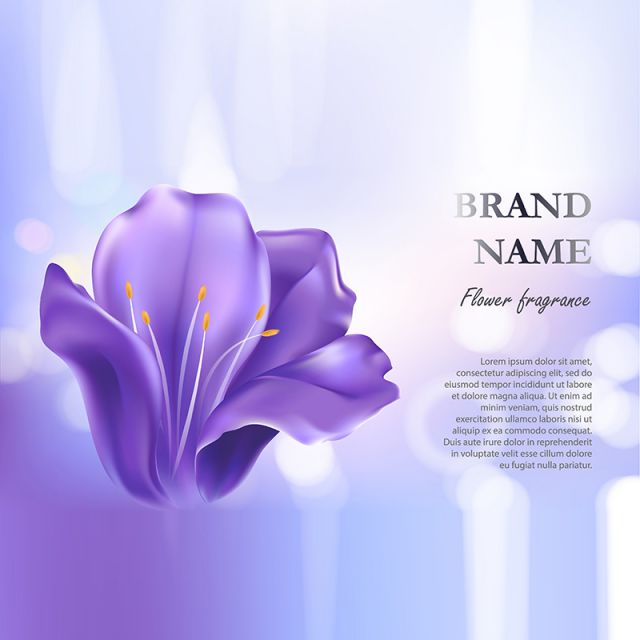 BRAND
NAME
Flower fragrance
Lorem ipsum dolor sit amet,
consectetur adipiscing elit, sed do
eiusmod tempor incididunt ut labore
et dolore magna aliqua. Ut enim ad
minim veniam, quis nostrud
exercitation ullamco laboris nisi ut
aliquip ex ea commodo consequat.
Duis aute irure dolor in reprehenderit
in voluptate velit esse cillum dolore
eu fugiat nulla pariatur.